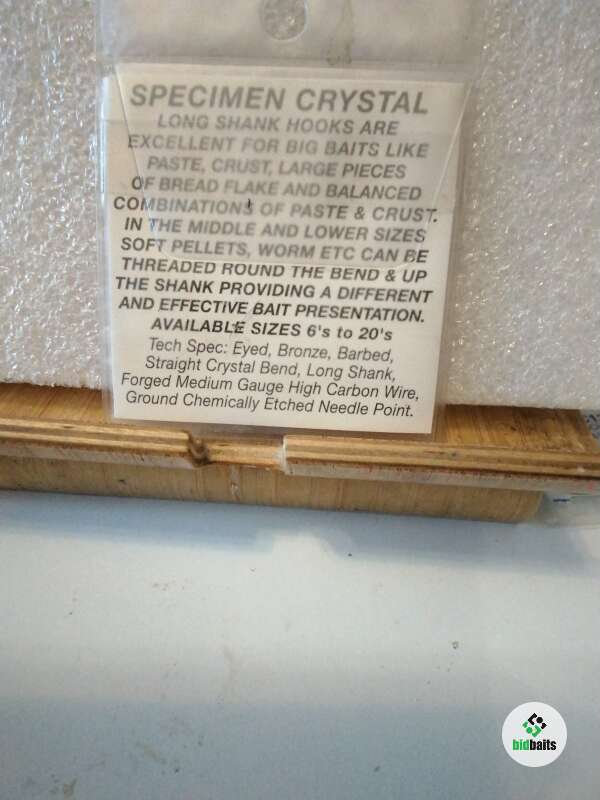 SPECIMEN CRYSTAL
LONG SHANK HOOKS ARE
EXCELLENT FOR BIG BAITS LIKE
PASTE, CRUST, LARGE PIECES
OF BREAD FLAKE AND BALANCED
COMBINATIONS OF PASTE & CRUST.
IN THE MIDDLE AND LOWER SIZES
SOFT PELLETS, WORM ETC CAN BE
THREADED ROUND THE BEND & UP
THE SHANK PROVIDING A DIFFERENT
AND EFFECTIVE BAIT PRESENTATION.
AVAILABLE SIZES 6's to 20's
Tech Spec: Eyed, Bronze, Barbed,
Straight Crystal Bend, Long Shank,
Forged Medium Gauge High Carbon Wire,
Ground Chemically Etched Needle Point.
bidbaits